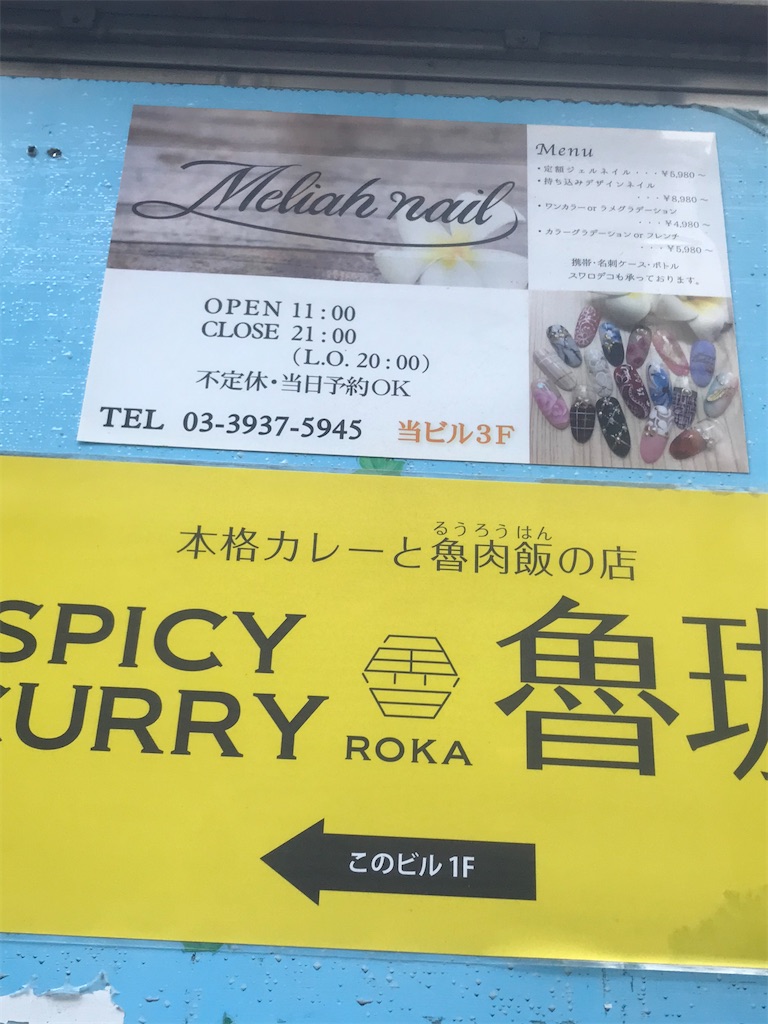 Meliah nail
OPEN 11:00
CLOSE 21:00
(L.O. 20:00)
不定休・当日予約OK
TEL 03-3937-5945
当ビル3F
Menu
・定額ジェルネイル・・・¥5,980～
・持ち込みデザインネイル
・・・¥8,980～
・ワンカラー or ラメグラデーション
・・・¥4,980～
・カラーグラデーション or フレンチ
・・・¥5,980～
携帯・名刺ケース・ボトル
スワロデコも承っております。
るうろうはん
本格カレーと魯肉飯の店
SPICY
CURRY
ROKA
魯珈
このビル 1F